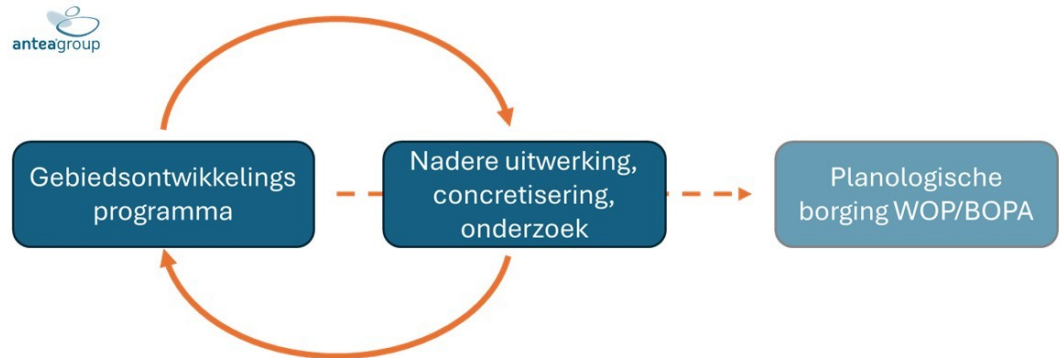 anteagroup
Gebiedsontwikkelings
programma
Nadere uitwerking,
concretisering,
onderzoek
Planologische
borging WOP/BOPA